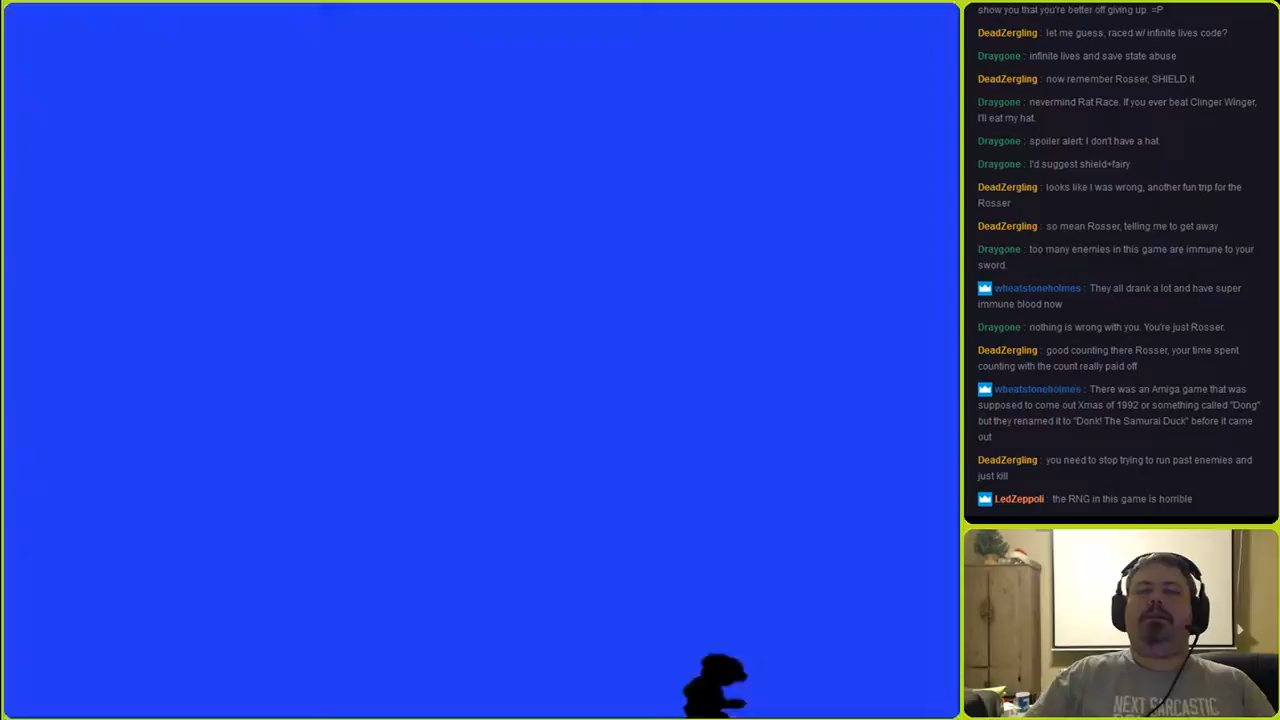 show you that you're better off giving up. =P
DeadZergling : let me guess, raced w/ infinite lives code?
Draygone : infinite lives and save state abuse
DeadZergling : now remember Rosser, SHIELD it
Draygone : nevermind Rat Race. If you ever beat Clinger Winger,
I'll eat my hat.
Draygone : spoiler alert: I don't have a hat.
Draygone : I'd suggest shield+fairy
DeadZergling : looks like I was wrong, another fun trip for the
Rosser
DeadZergling : so mean Rosser, telling me to get away
Draygone : too many enemies in this game are immune to your
sword.
wheatstoneholmes : They all drank a lot and have super
immune blood now
Draygone : nothing is wrong with you. You're just Rosser.
DeadZergling : good counting there Rosser, your time spent
counting with the count really paid off
wheatstoneholmes : There was an Amiga game that was
supposed to come out Xmas of 1992 or something called "Dong"
but they renamed it to "Donk! The Samurai Duck" before it came
out
DeadZergling : you need to stop trying to run past enemies and
just kill
LedZeppoli : the RNG in this game is horrible
NEXT SARCASTIC